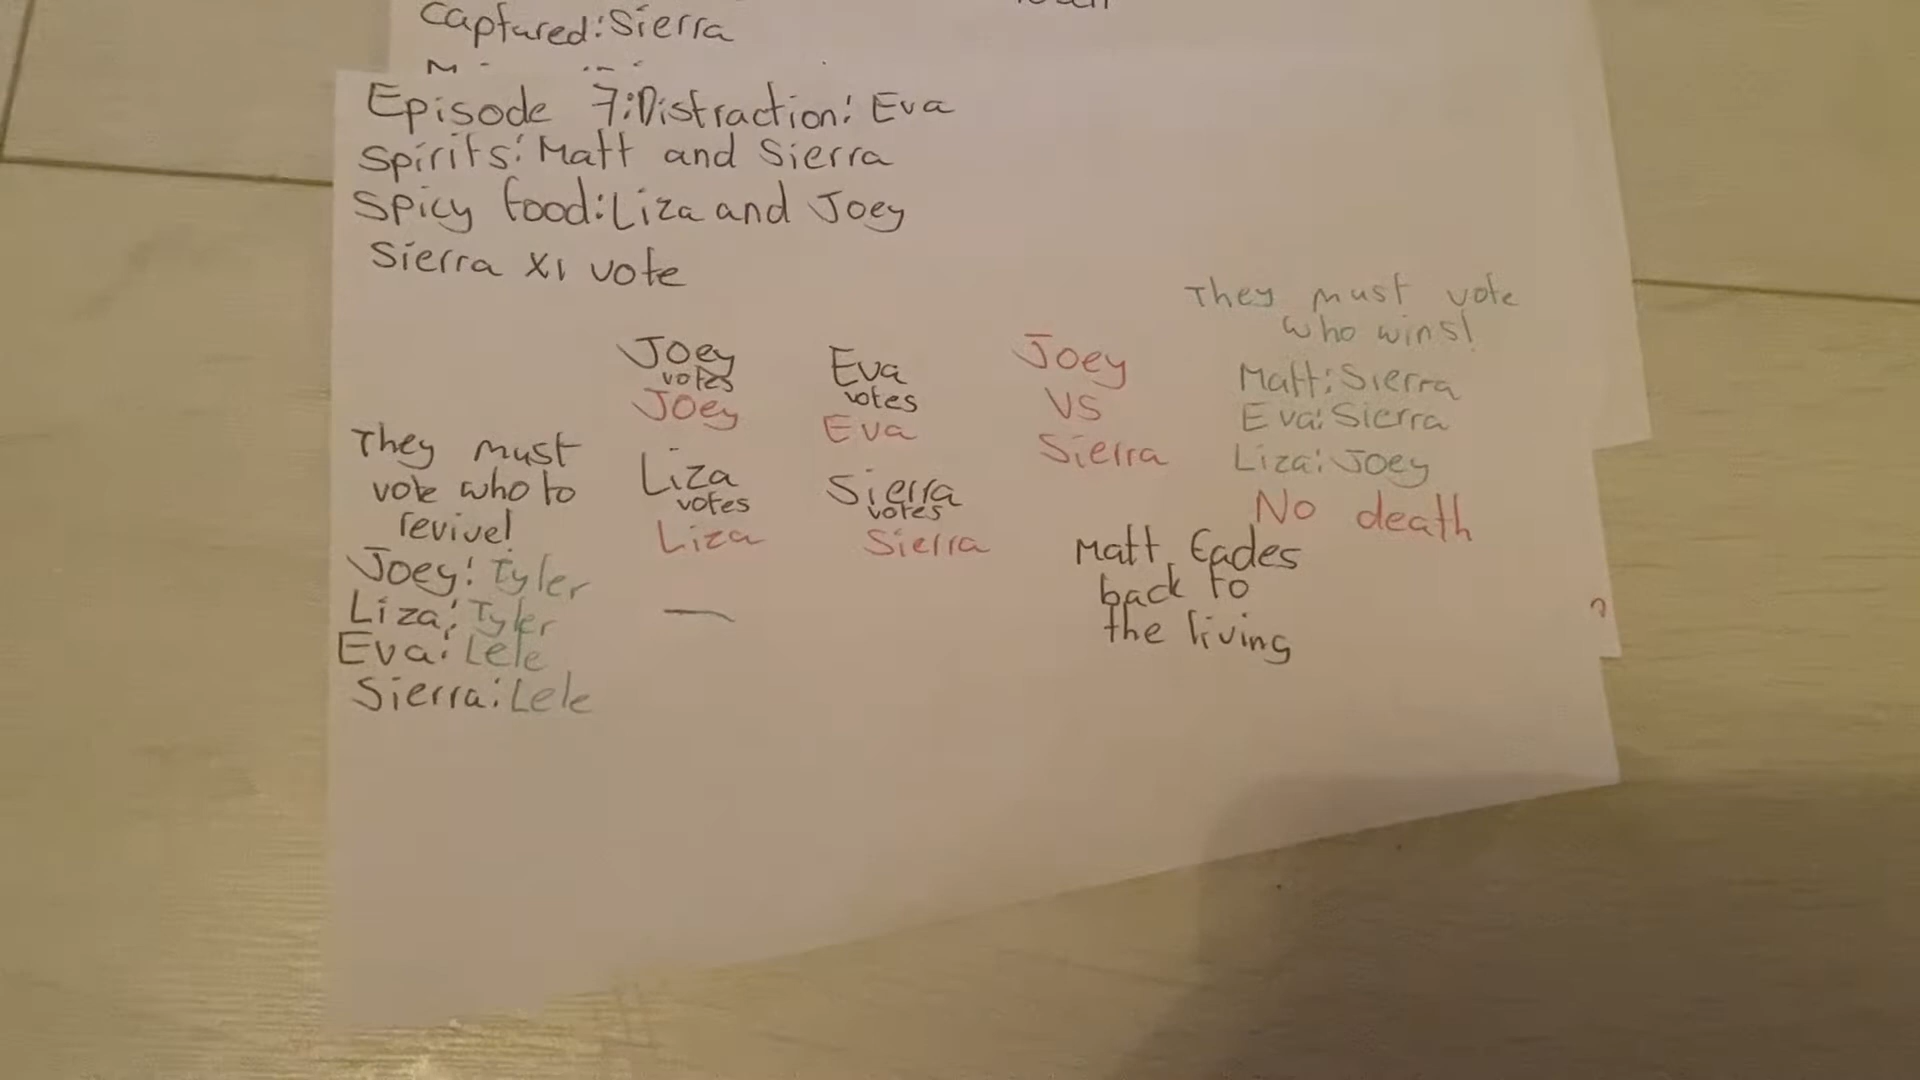 Captured: Sierra
Episode 7: Distraction: Eva
Spirits: Matt and Sierra
Spicy food: Liza and Joey
Sierra x1 vote
They must
vote who to
revive!
Joey: Tyler
Liza: Tyler
Eva: Lele
Sierra: Lele
Joey
votes
Joey
Liza
votes
Liza
Eva
votes
Eva
Sierra
votes
Sierra
Joey
VS
Sierra
They must vote
who wins!
Matt: Sierra
Eva: Sierra
Liza: Joey
No death
Matt fades
back to
the living